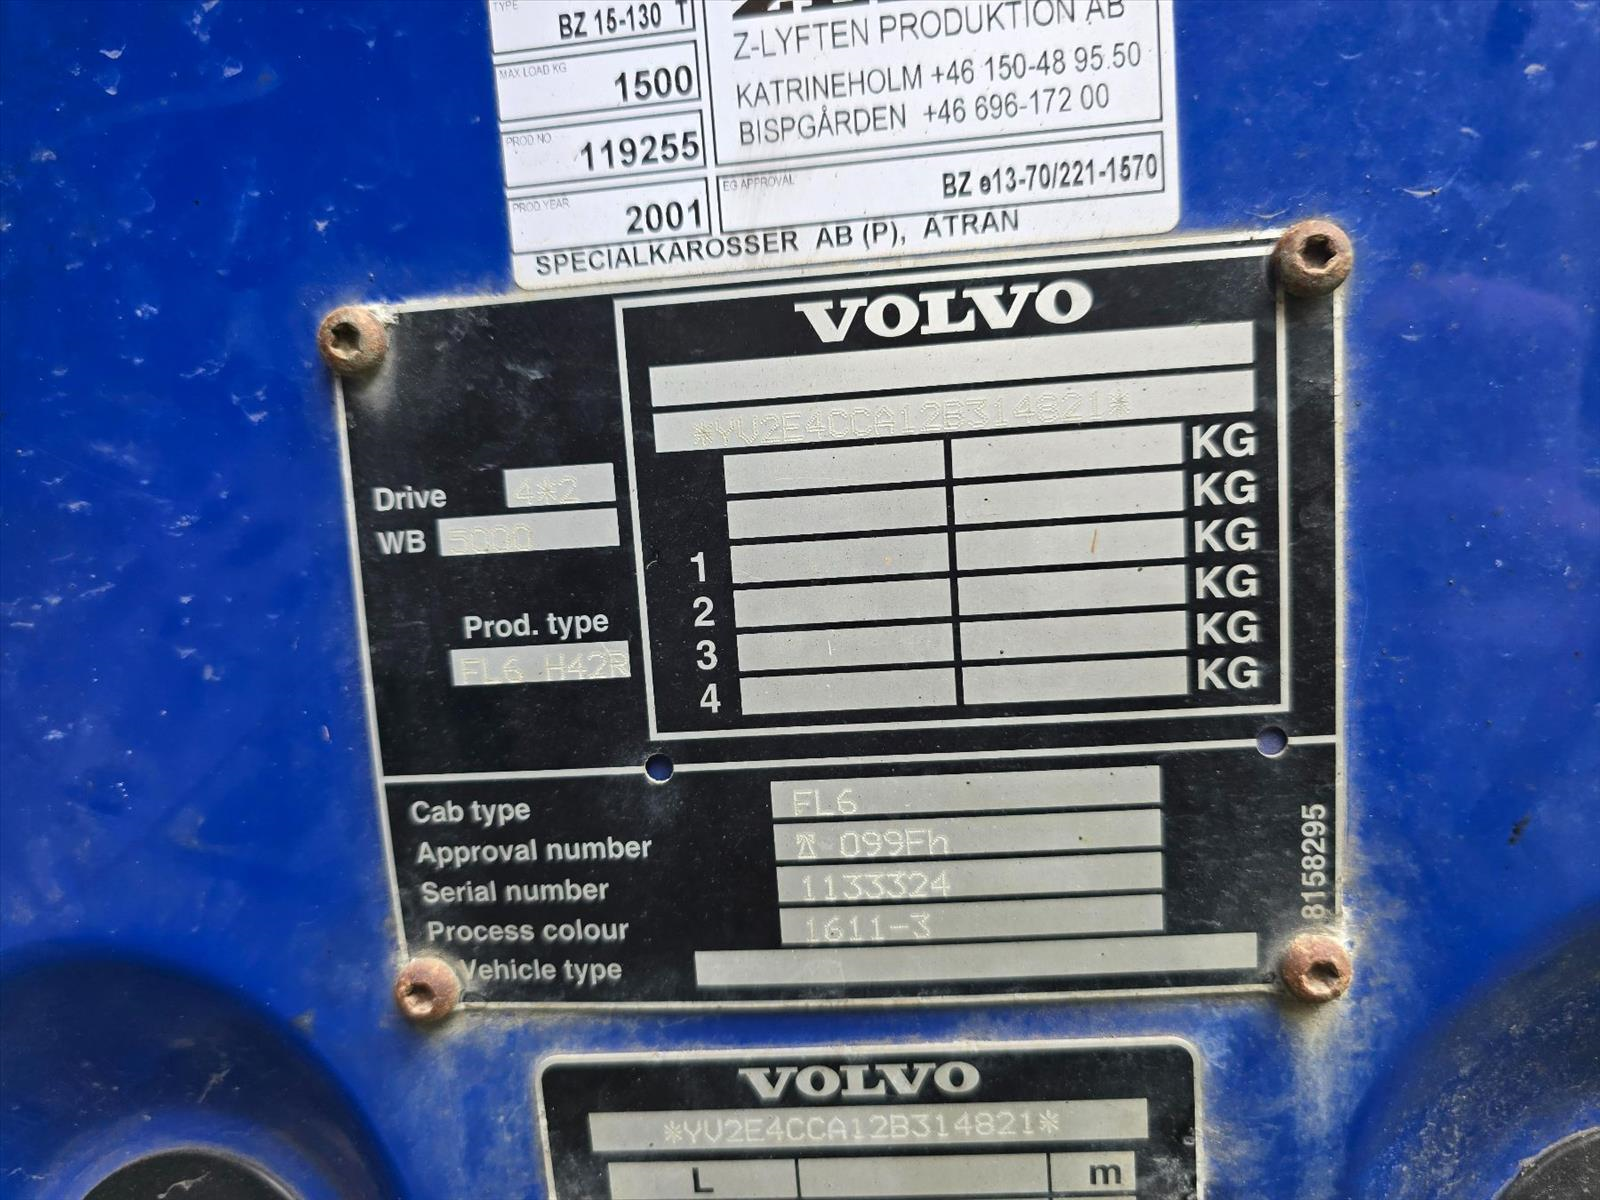 TYPE BZ 15-130 T
MAX LOAD KG 1500
PROD NO 119255
PROD YEAR 2001
Z-LYFTEN PRODUKTION AB
KATRINEHOLM +46 150-48 95.50
BISPGÅRDEN +46 696-172 00
EG APPROVAL BZ e13-70/221-1570
SPECIALKAROSSER AB (P), ÄTRAN
VOLVO
*YV2E4CCA12B314821*
KG
Drive 4*2
KG
WB 5000
1 KG
2 KG
Prod. type
3 KG
FL6 H42R
4 KG
Cab type FL6
Approval number 099Fh
Serial number 1133324
Process colour 1611-3
Vehicle type
8158295
VOLVO
*YV2E4CCA12B314821*
L m